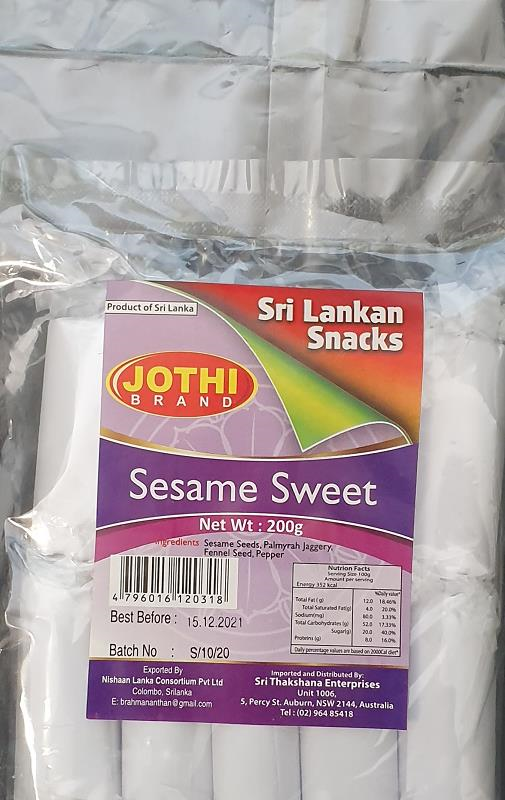 Product of Sri Lanka
Sri Lankan
Snacks
JOTHI
BRAND
Sesame Sweet
Net Wt : 200g
Ingredients Sesame Seeds, Palmyrah Jaggery,
Fennel Seed, Pepper
4 796016 120318
Best Before : 15.12.2021
Batch No : S/10/20
Nutrion Facts
Serving Size 100g
Amount per serving
Energy 352 kcal
%Daily value*
Total Fat (g) 12.0 18.46%
Total Saturated Fat(g) 4.0 20.0%
Sodium(mg) 80.0 3.33%
Total Carbohydrates (g) 52.0 17.33%
Sugar(g) 20.0 40.0%
Proteins (g) 8.0 16.0%
Daily percentage values are based on 2000Cal diet*
Exported By
Nishaan Lanka Consortium Pvt Ltd
Colombo, Srilanka
E: brahmananthan@gmail.com
Imported and Distributed By:
Sri Thakshana Enterprises
Unit 1006,
5, Percy St. Auburn, NSW 2144, Australia
Tel : (02) 964 85418